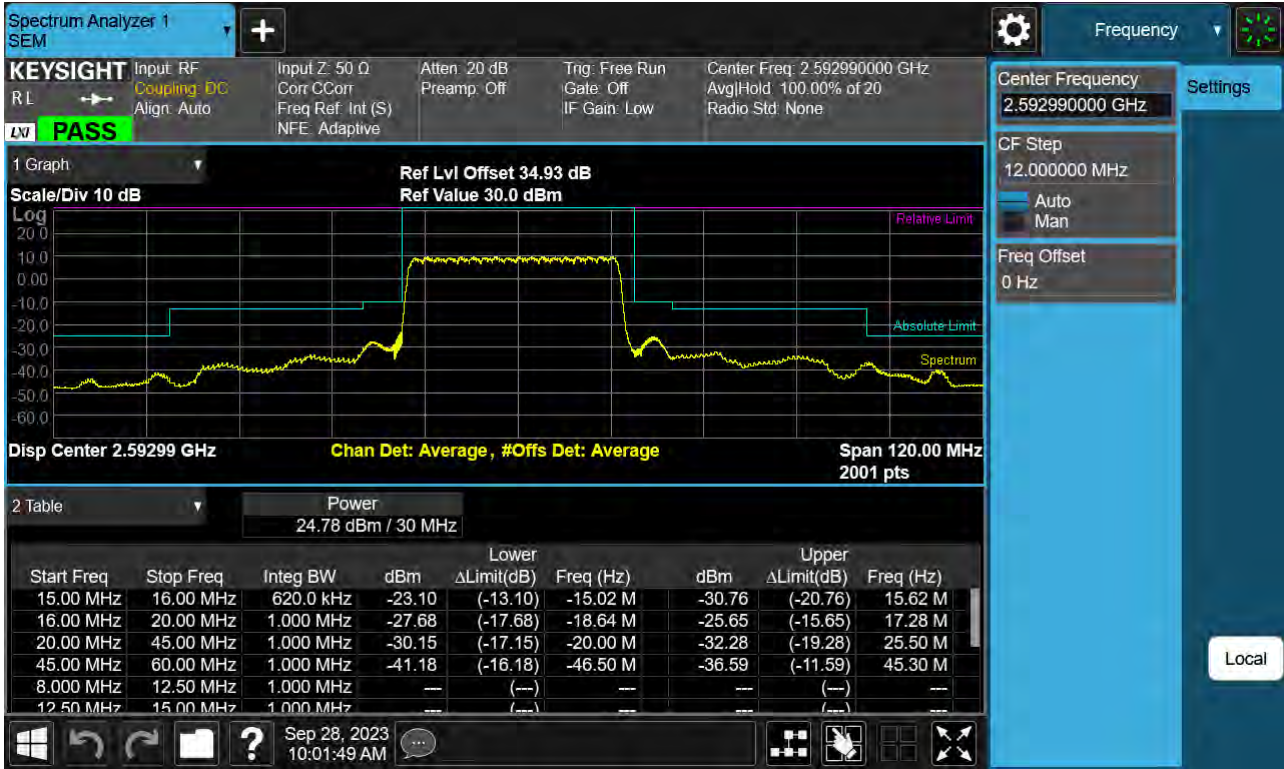 Spectrum Analyzer 1
SEM
Frequency
KEYSIGHT
RL
LXI
PASS
Input: RF
Coupling: DC
Align: Auto
Input Z: 50 Ω
Corr CCorr
Freq Ref: Int (S)
NFE: Adaptive
Atten: 20 dB
Preamp: Off
Trig: Free Run
Gate: Off
IF Gain: Low
Center Freq: 2.592990000 GHz
Avg|Hold: 100.00% of 20
Radio Std: None
Center Frequency
2.592990000 GHz
Settings
CF Step
12.000000 MHz
Auto
Man
Freq Offset
0 Hz
1 Graph
Scale/Div 10 dB
Ref Lvl Offset 34.93 dB
Ref Value 30.0 dBm
Log
20.0
10.0
0.00
-10.0
-20.0
-30.0
-40.0
-50.0
-60.0
Relative Limit
Absolute Limit
Spectrum
Disp Center 2.59299 GHz
Chan Det: Average, #Offs Det: Average
Span 120.00 MHz
2001 pts
2 Table
Power
24.78 dBm / 30 MHz
Lower Upper
Start Freq Stop Freq Integ BW dBm ΔLimit(dB) Freq (Hz) dBm ΔLimit(dB) Freq (Hz)
15.00 MHz 16.00 MHz 620.0 kHz -23.10 (-13.10) -15.02 M -30.76 (-20.76) 15.62 M
16.00 MHz 20.00 MHz 1.000 MHz -27.68 (-17.68) -18.64 M -25.65 (-15.65) 17.28 M
20.00 MHz 45.00 MHz 1.000 MHz -30.15 (-17.15) -20.00 M -32.28 (-19.28) 25.50 M
45.00 MHz 60.00 MHz 1.000 MHz -41.18 (-16.18) -46.50 M -36.59 (-11.59) 45.30 M
8.000 MHz 12.50 MHz 1.000 MHz --- (---) --- --- (---) ---
12.50 MHz 15.00 MHz 1.000 MHz --- (---) --- --- (---) ---
Local
?
Sep 28, 2023
10:01:49 AM